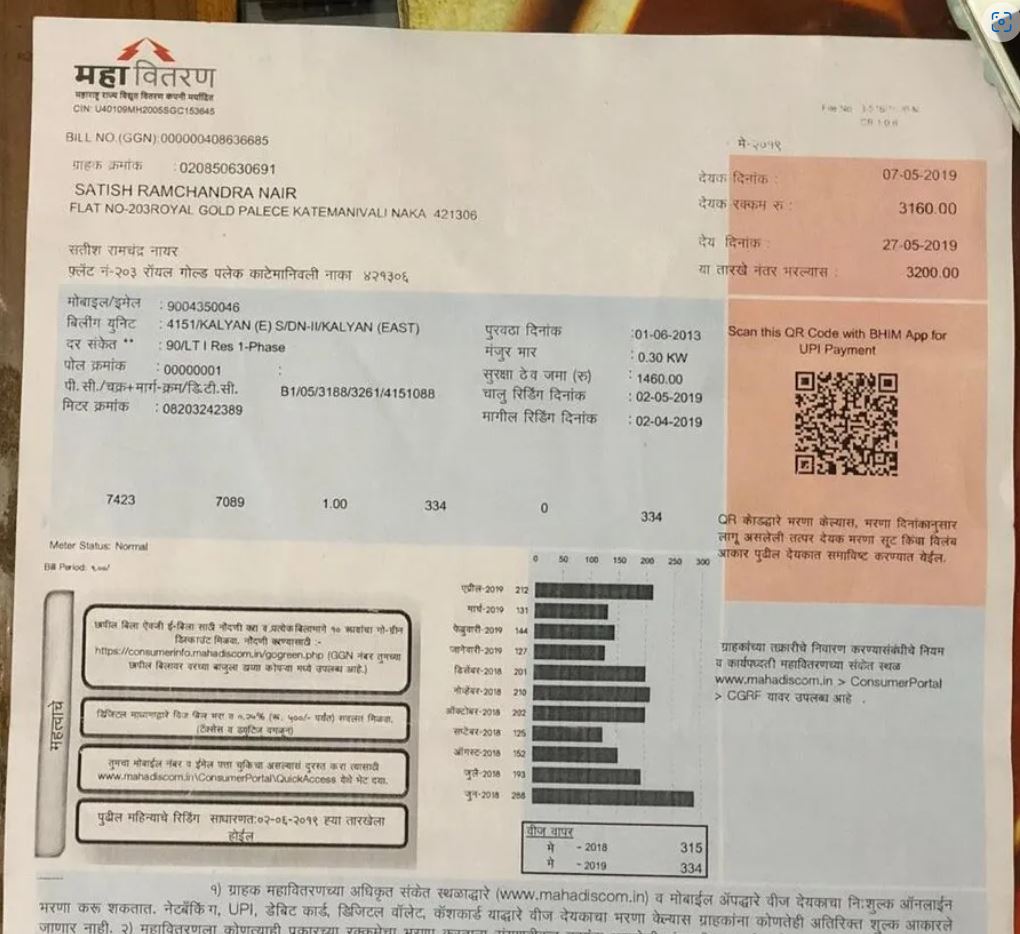 महावितरण
महाराष्ट्र राज्य विद्युत वितरण कंपनी मर्यादित
CIN: U40109MH2005SGC153645
BILL NO.(GGN):000000408636685
मे-२०१९
ग्राहक क्रमांक :020850630691
देयक दिनांक : 07-05-2019
SATISH RAMCHANDRA NAIR
देयक रक्कम रु : 3160.00
FLAT NO-203ROYAL GOLD PALECE KATEMANIVALI NAKA 421306
देय दिनांक : 27-05-2019
सतीश रामचंद्र नायर
या तारखे नंतर भरल्यास : 3200.00
फ़्लॅट नं-२०३ रॉयल गोल्ड पलेक काटेमानिवली नाका ४२१३०६
मोबाइल/इमेल : 9004350046
बिलींग युनिट : 4151/KALYAN (E) S/DN-II/KALYAN (EAST)
दर संकेत ** : 90/LT I Res 1-Phase
पोल क्रमांक : 00000001 :
पी.सी./चक्र+मार्ग-क्रम/डि.टी.सी. B1/05/3188/3261/4151088
मिटर क्रमांक : 08203242389
पुरवठा दिनांक :01-06-2013
मंजुर भार : 0.30 KW
सुरक्षा ठेव जमा (रु) : 1460.00
चालु रिडिंग दिनांक : 02-05-2019
मागील रिडिंग दिनांक : 02-04-2019
Scan this QR Code with BHIM App for
UPI Payment
7423 7089 1.00 334 0 334
QR कोडद्वारे भरणा केल्यास, भरणा दिनांकानुसार
लागू असलेली तत्पर देयक भरणा सूट किंवा विलंब
आकार पुढील देयकात समाविष्ट करण्यात येईल.
Meter Status: Normal
Bill Period:
महत्वाचे
छापील बिला ऐवजी ई-बिला साठी नोंदणी करा व प्रत्येक बिलामागे १० रूपयांचा गो-ग्रीन
डिस्काउंट मिळवा. नोंदणी करण्यासाठी :-
https://consumerinfo.mahadiscom.in/gogreen.php (GGN नंबर तुमच्या
छापील बिलावर वरच्या बाजुला डाव्या कोपऱ्या मध्ये उपलब्ध आहे.)
डिजिटल माध्यमाद्वारे विज बिल भरा व ०.२५% (रू. ५००/- पर्यंत) सवलत मिळवा.
(टॅक्सेस व ड्युटिज वगळून)
तुमचा मोबाईल नंबर व ईमेल पत्ता चुकिचा असल्यास दुरुस्त करा त्यासाठी
www.mahadiscom.in\ConsumerPortal\QuickAccess येथे भेट द्या.
पुढील महिन्याचे रिडिंग साधारणत:०२-०६-२०१९ ह्या तारखेला
होईल
0 50 100 150 200 250 300
एप्रील-2019 212
मार्च-2019 131
फेब्रुवारी-2019 144
जानेवारी-2019 127
डिसेंबर-2018 201
नोव्हेंबर-2018 210
ऑक्टोबर-2018 202
सप्टेंबर-2018 125
ऑगस्ट-2018 152
जुलै-2018 193
जुन-2018 288
वीज वापर
मे - 2018 315
मे - 2019 334
ग्राहकांच्या तक्रारीचे निवारण करण्यासंबंधीचे नियम
व कार्यपध्दती महावितरणच्या संकेत स्थळ
www.mahadiscom.in > ConsumerPortal
> CGRF यावर उपलब्ध आहे .
१) ग्राहक महावितरणच्या अधिकृत संकेत स्थळाद्वारे (www.mahadiscom.in) व मोबाईल ॲपद्वारे वीज देयकाचा नि:शुल्क ऑनलाईन
भरणा करू शकतात. नेटबँकिंग, UPI, डेबिट कार्ड, डिजिटल वॉलेट, कॅशकार्ड याद्वारे वीज देयकाचा भरणा केल्यास ग्राहकांना कोणतेही अतिरिक्त शुल्क आकारले
जाणार नाही. २) महावितरणला कोणत्याही प्रकारच्या रक्कमेचा भरणा